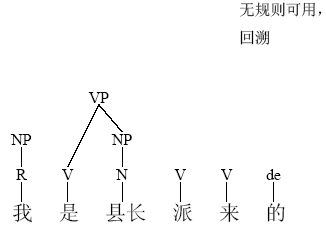 无规则可用，
回溯
VP
NP NP
R V N V V de
我 是 县长 派 来 的